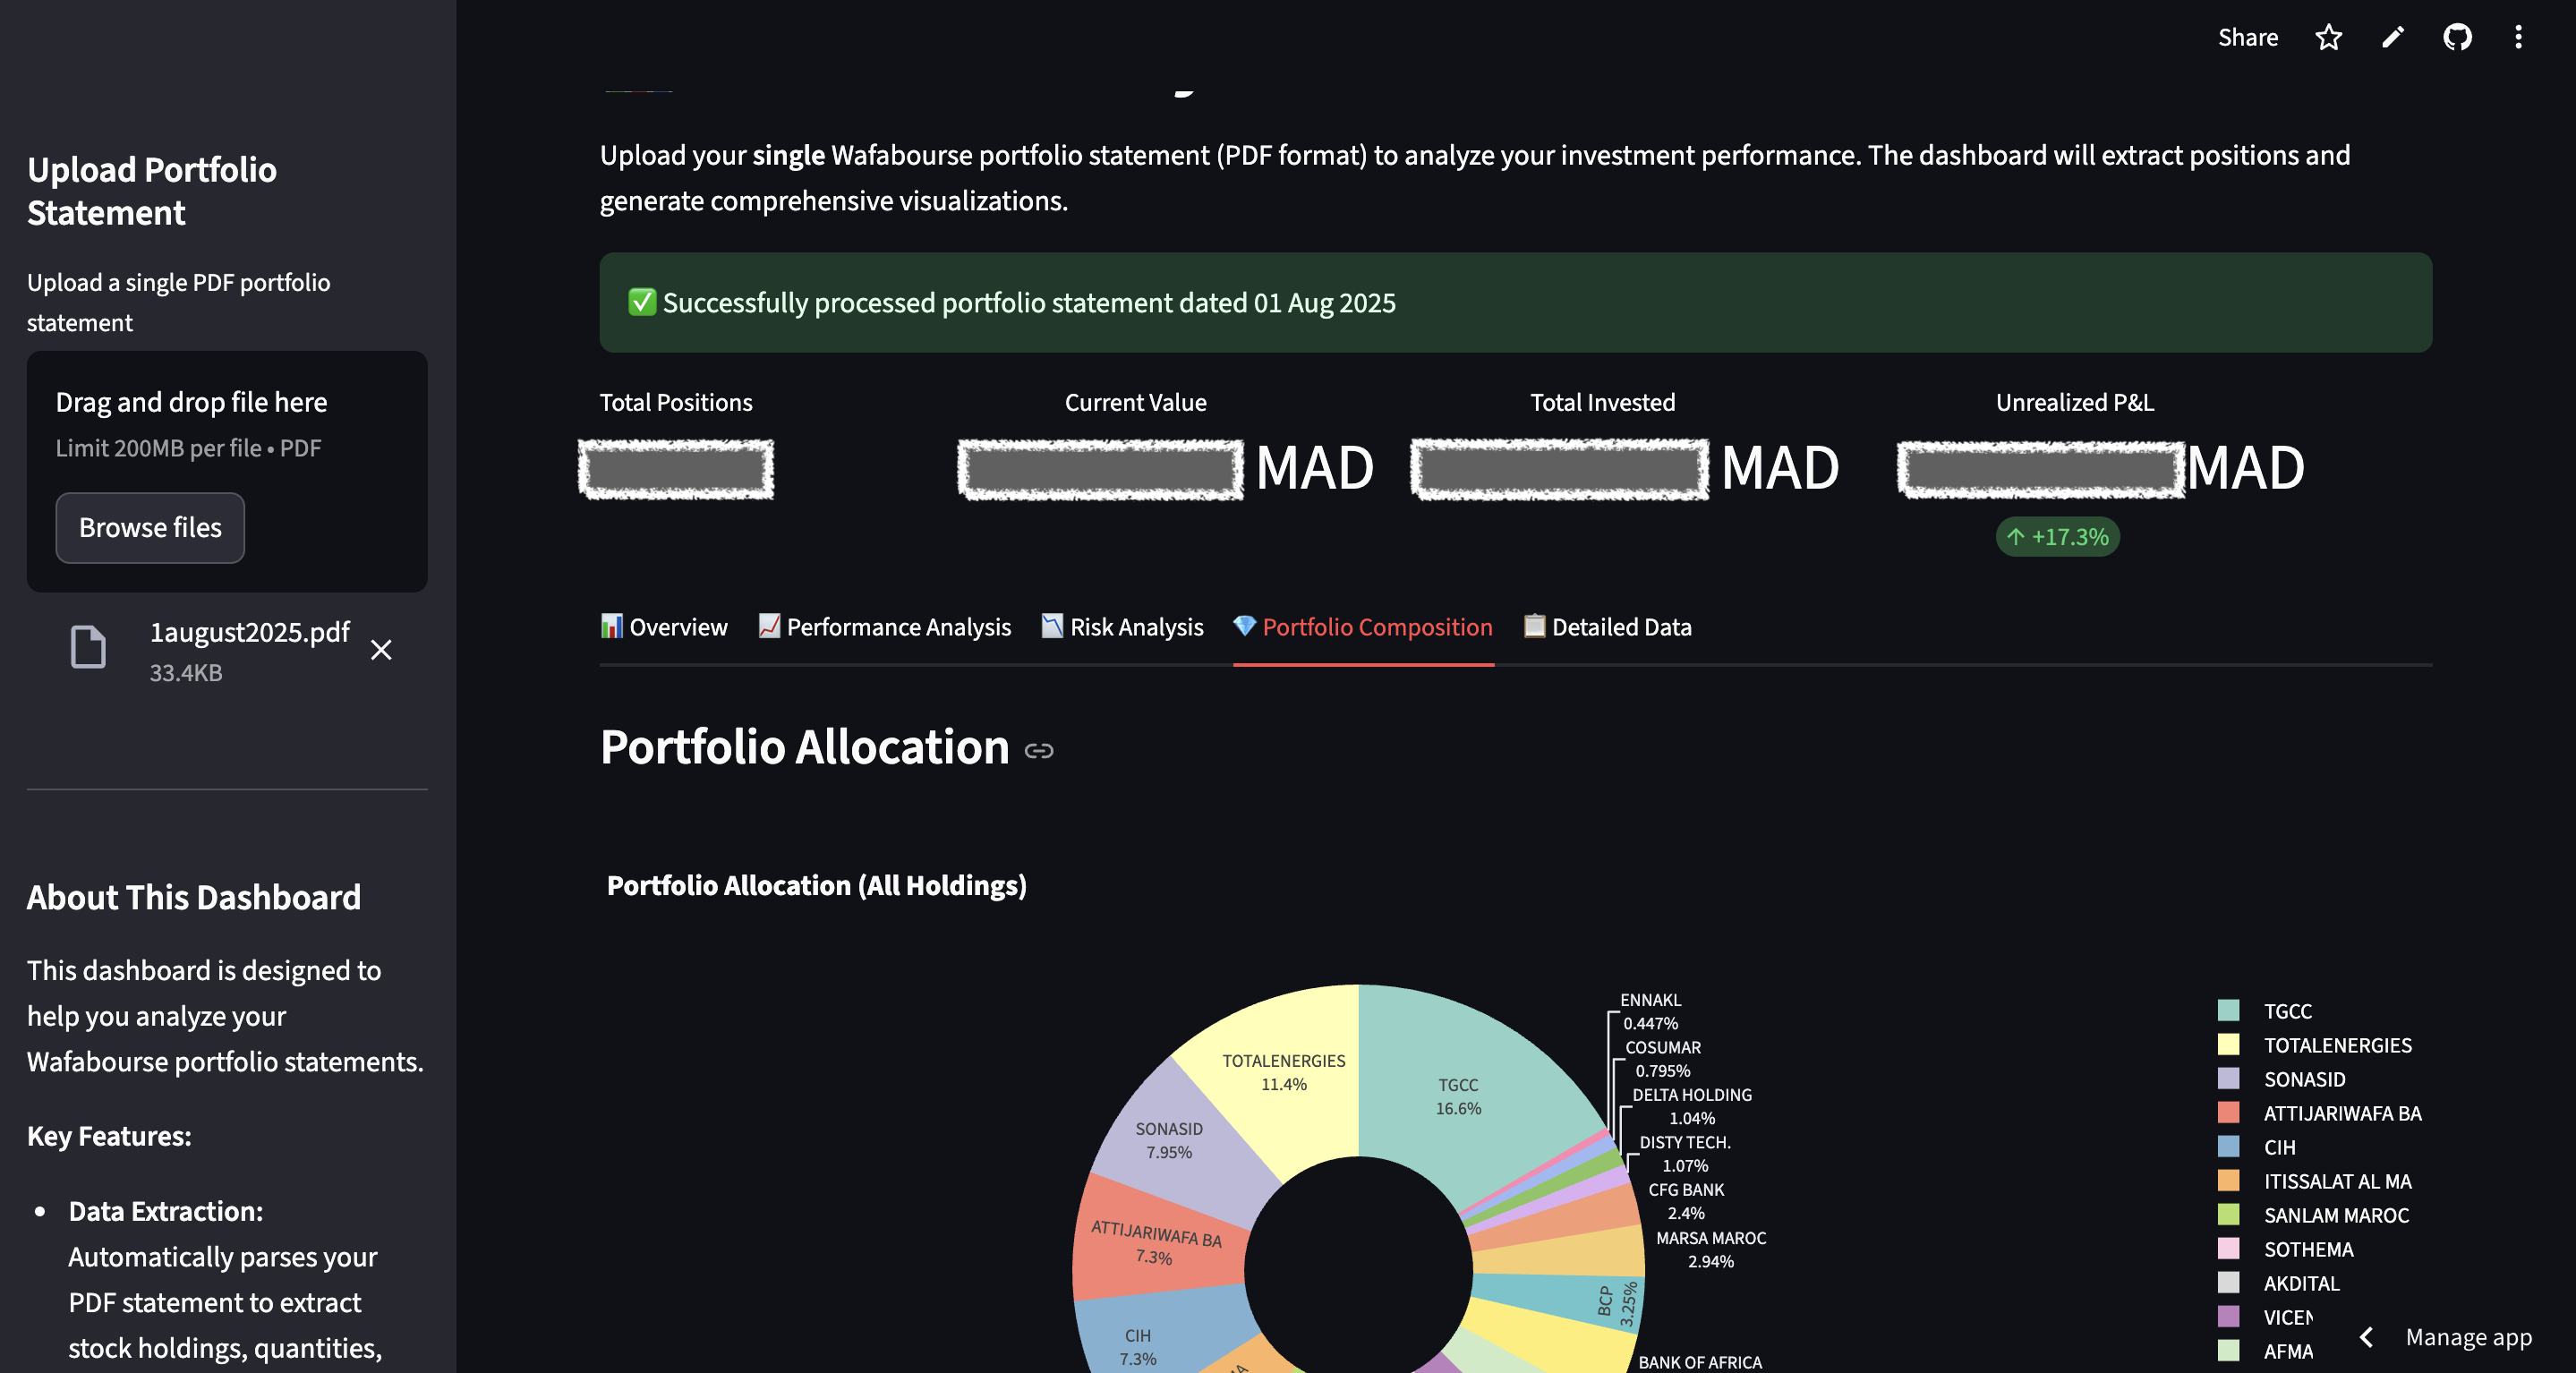 Share
Upload Portfolio
Statement
Upload a single PDF portfolio
statement
Drag and drop file here
Limit 200MB per file • PDF
Browse files
1august2025.pdf
33.4KB
About This Dashboard
This dashboard is designed to
help you analyze your
Wafabourse portfolio statements.
Key Features:
• Data Extraction:
Automatically parses your
PDF statement to extract
stock holdings, quantities,
Upload your single Wafabourse portfolio statement (PDF format) to analyze your investment performance. The dashboard will extract positions and
generate comprehensive visualizations.
✅ Successfully processed portfolio statement dated 01 Aug 2025
Total Positions
Current Value
MAD
Total Invested
MAD
Unrealized P&L
MAD
↑ +17.3%
📊 Overview
📈 Performance Analysis
📉 Risk Analysis
💎 Portfolio Composition
📋 Detailed Data
Portfolio Allocation
Portfolio Allocation (All Holdings)
TOTALENERGIES
11.4%
TGCC
16.6%
SONASID
7.95%
ATTIJARIWAFA BA
7.3%
CIH
7.3%
ENNAKL
0.447%
COSUMAR
0.795%
DELTA HOLDING
1.04%
DISTY TECH.
1.07%
CFG BANK
2.4%
MARSA MAROC
2.94%
BCP
3.25%
BANK OF AFRICA
TGCC
TOTALENERGIES
SONASID
ATTIJARIWAFA BA
CIH
ITISSALAT AL MA
SANLAM MAROC
SOTHEMA
AKDITAL
VICEN
AFMA
Manage app